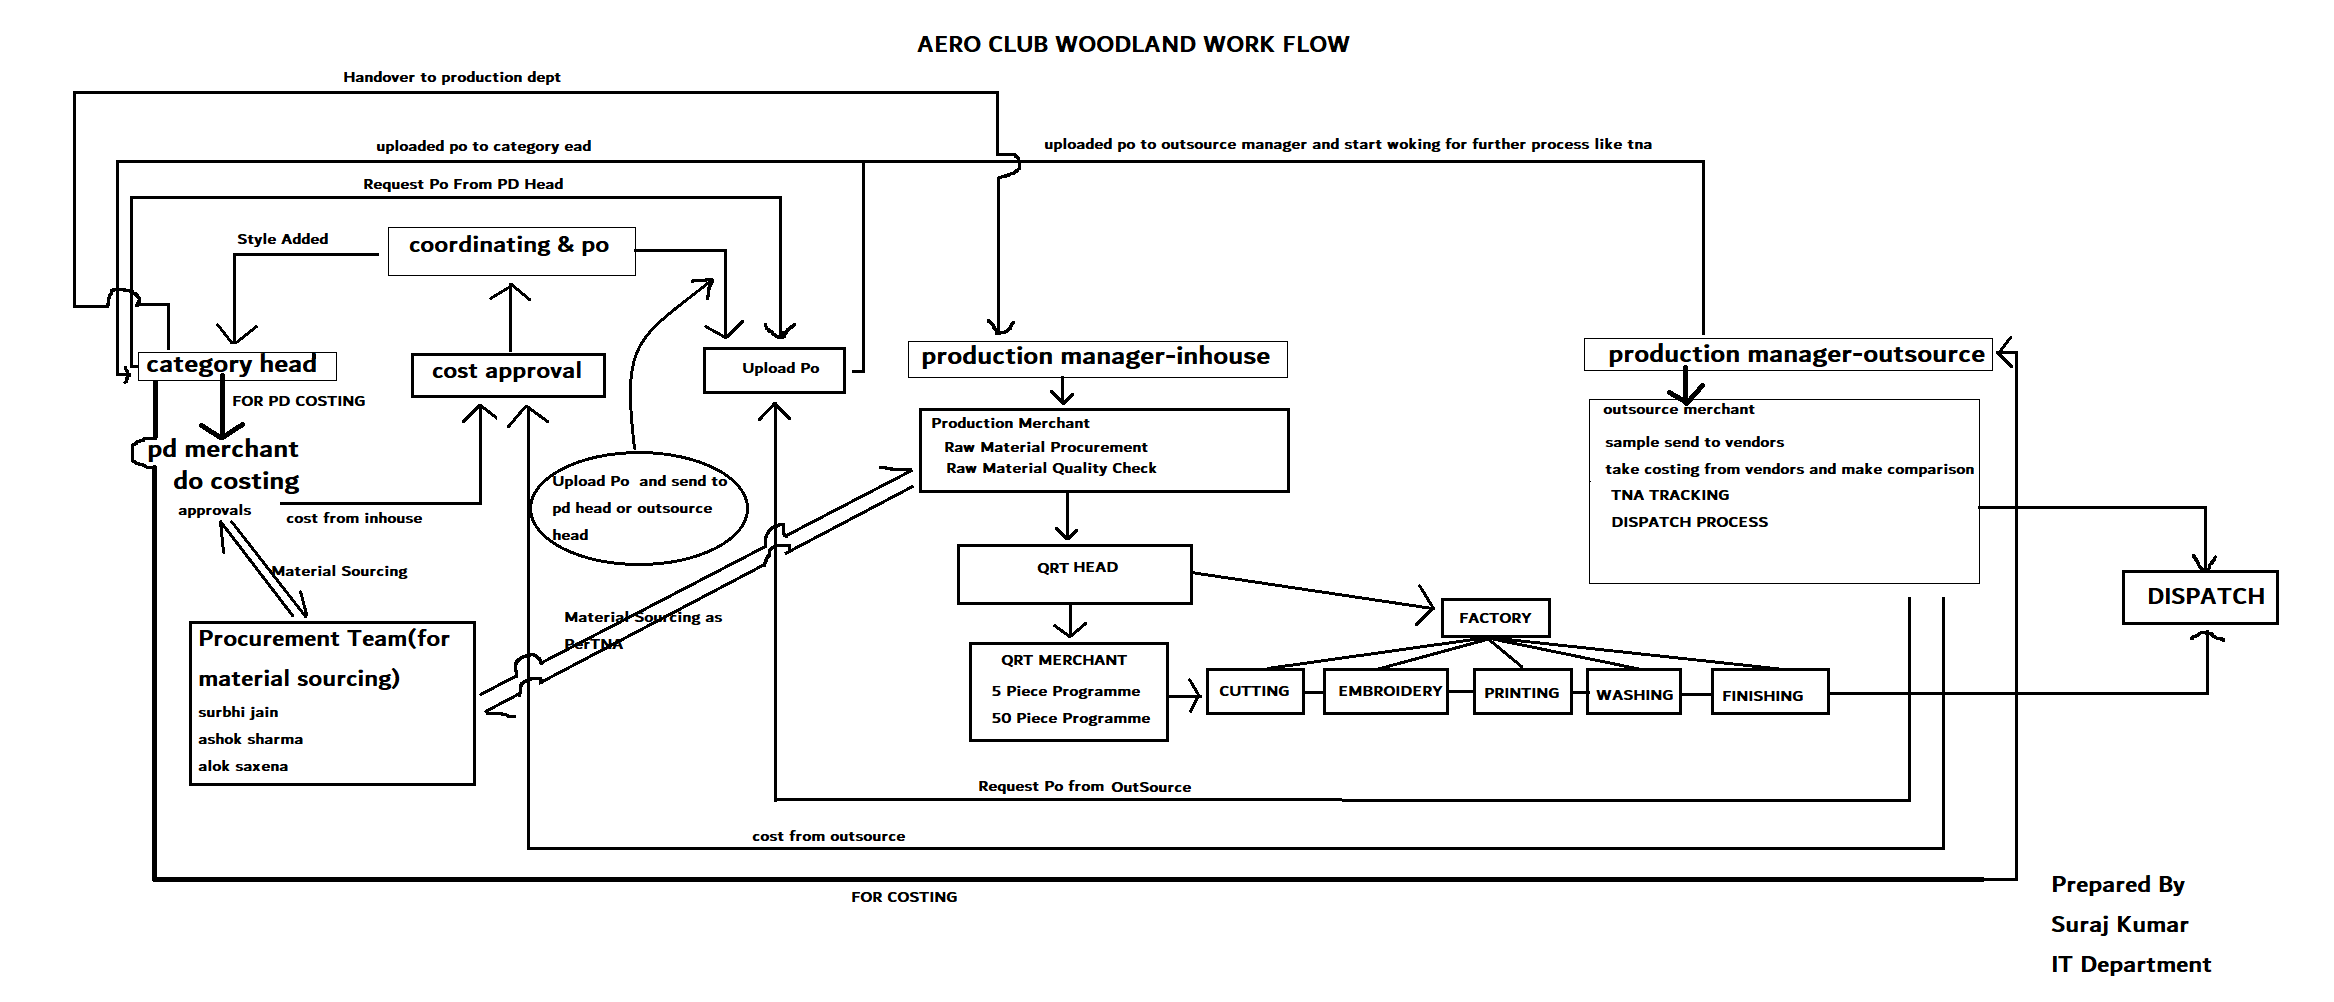 AERO CLUB WOODLAND WORK FLOW
Handover to production dept
uploaded po to category ead
uploaded po to outsource manager and start woking for further process like tna
Request Po From PD Head
Style Added
coordinating & po
category head
cost approval
Upload Po
production manager-inhouse
production manager-outsource
FOR PD COSTING
pd merchant
do costing
approvals
cost from inhouse
Upload Po and send to
pd head or outsource
head
Production Merchant
Raw Material Procurement
Raw Material Quality Check
outsource merchant
sample send to vendors
take costing from vendors and make comparison
TNA TRACKING
DISPATCH PROCESS
Material Sourcing
QRT HEAD
DISPATCH
Material Sourcing as
PerTNA
FACTORY
Procurement Team(for
material sourcing)
surbhi jain
ashok sharma
alok saxena
QRT MERCHANT
5 Piece Programme
50 Piece Programme
CUTTING
EMBROIDERY
PRINTING
WASHING
FINISHING
Request Po from OutSource
cost from outsource
FOR COSTING
Prepared By
Suraj Kumar
IT Department